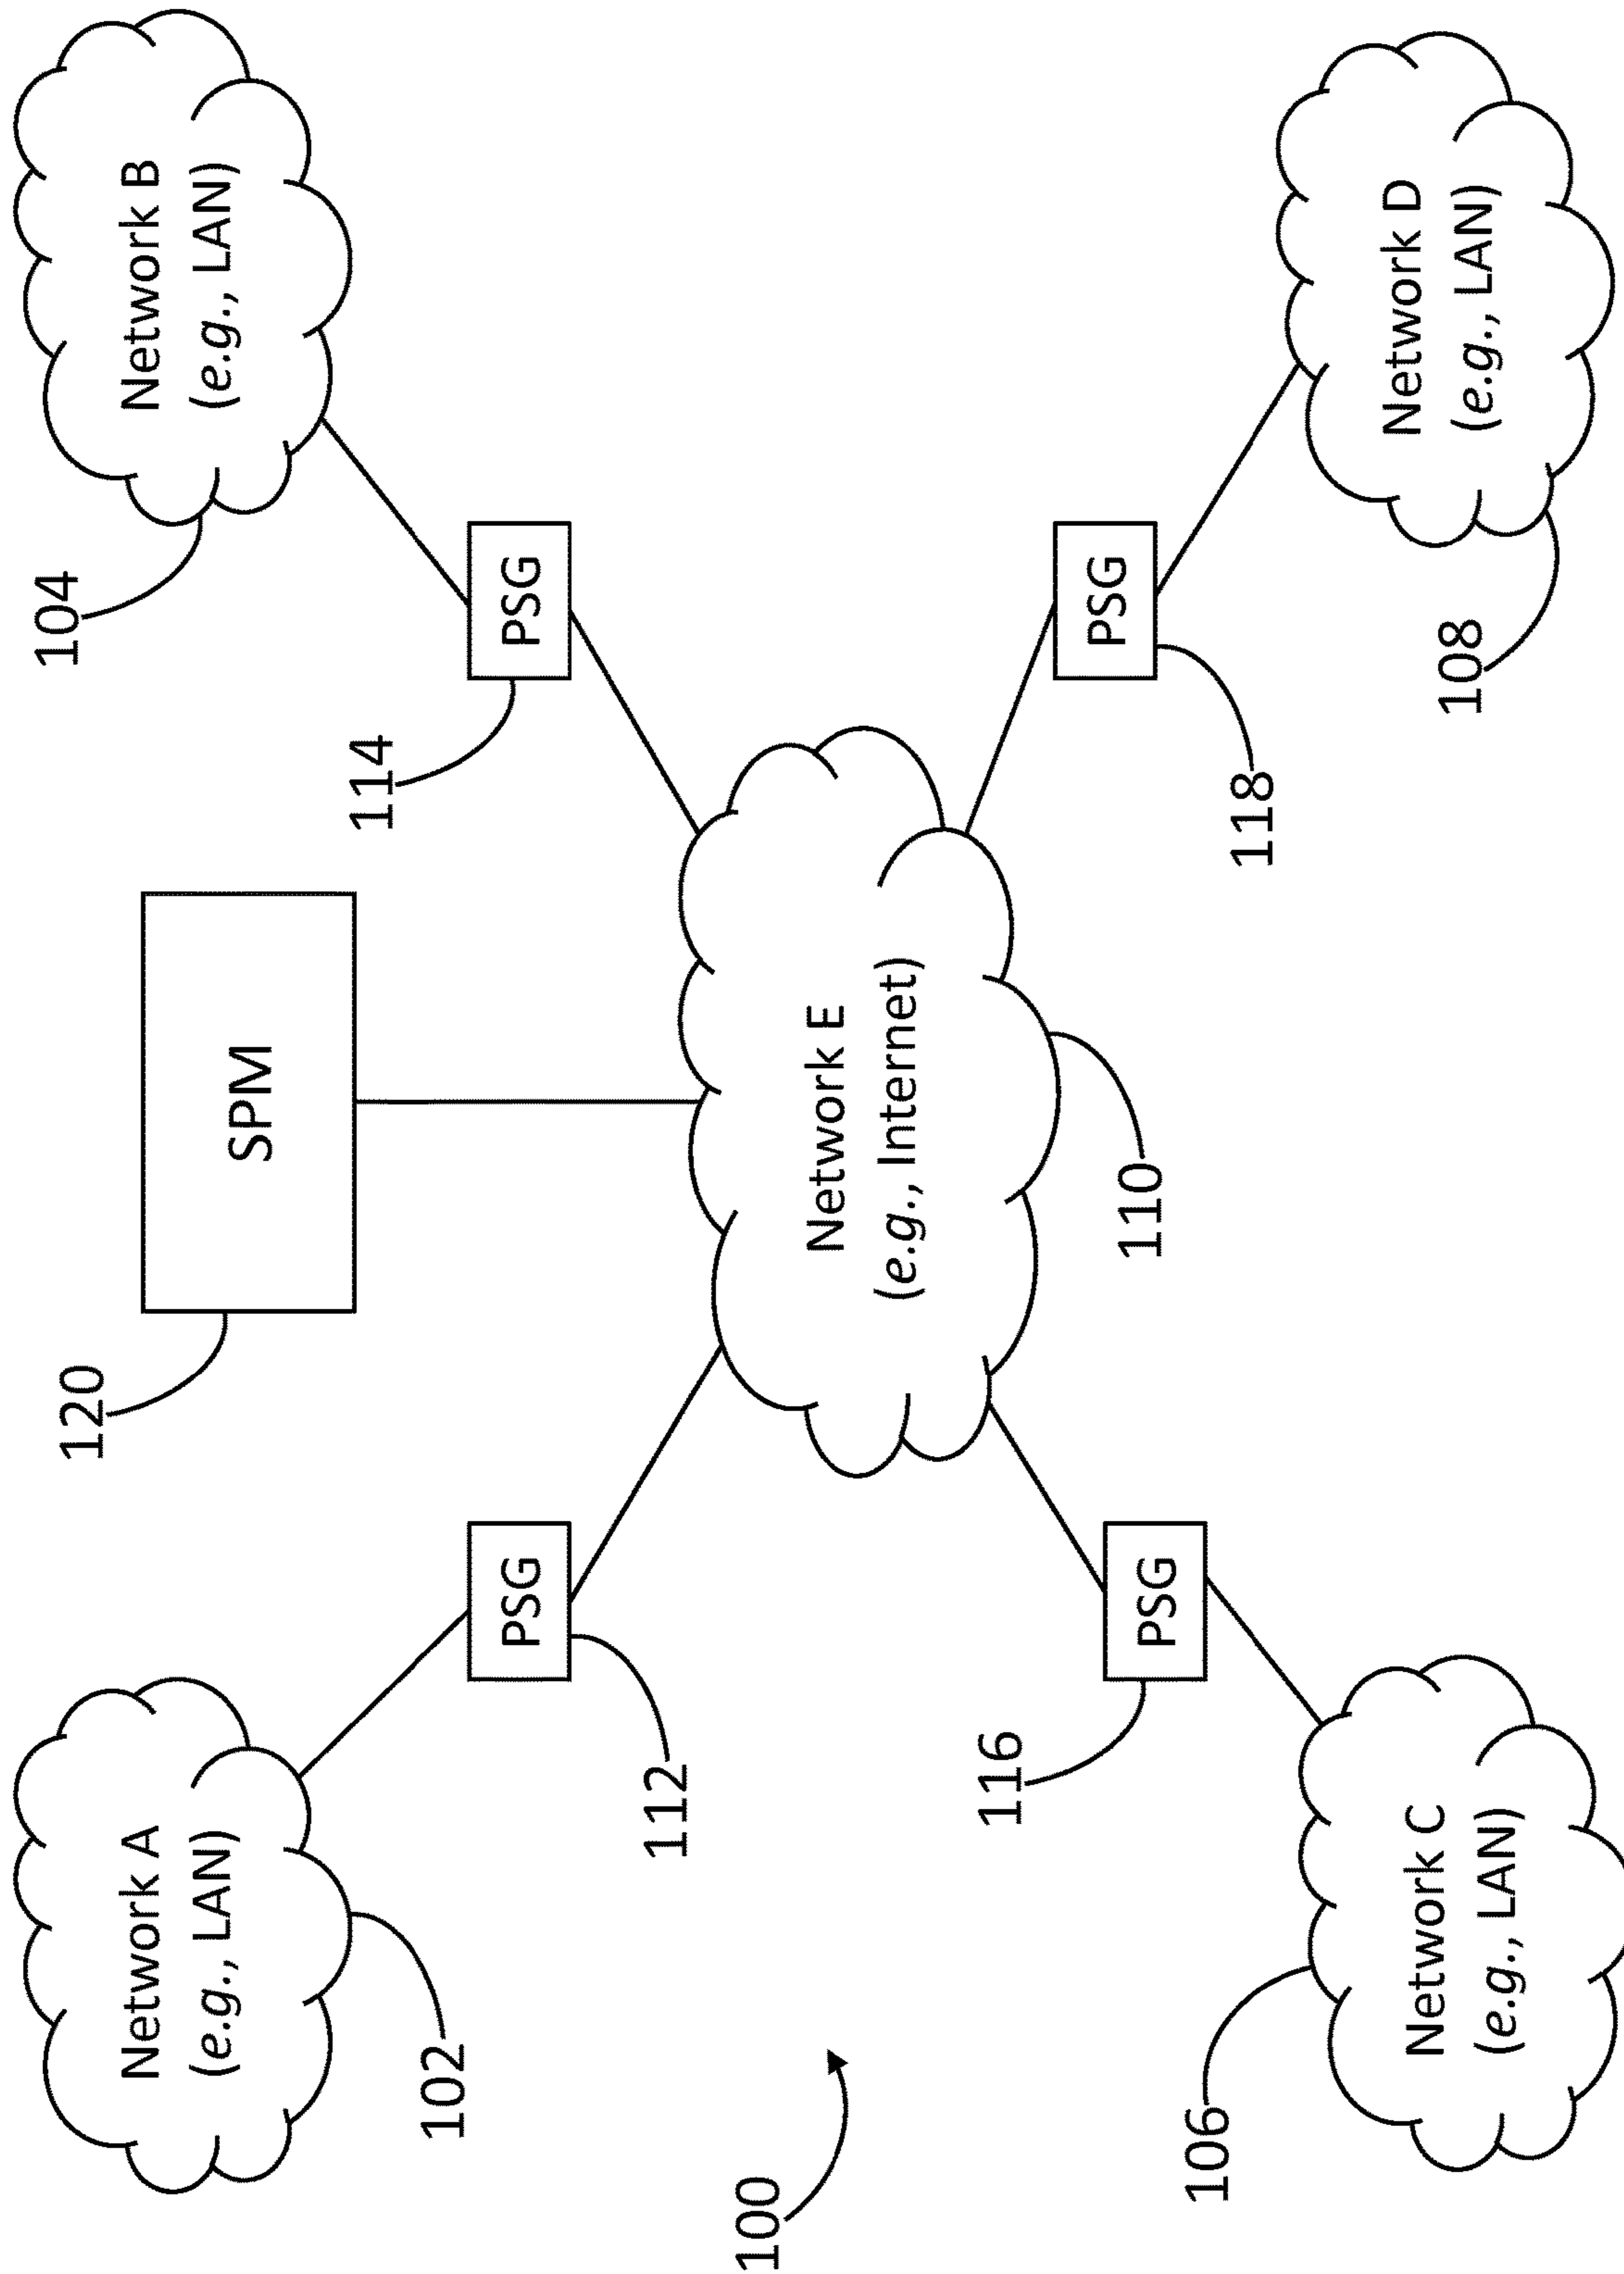 120
SPM
Network A
(e.g., LAN)
102
Network B
(e.g., LAN)
104
PSG
112
PSG
114
Network E
(e.g., Internet)
110
100
PSG
116
PSG
118
Network C
(e.g., LAN)
106
Network D
(e.g., LAN)
108